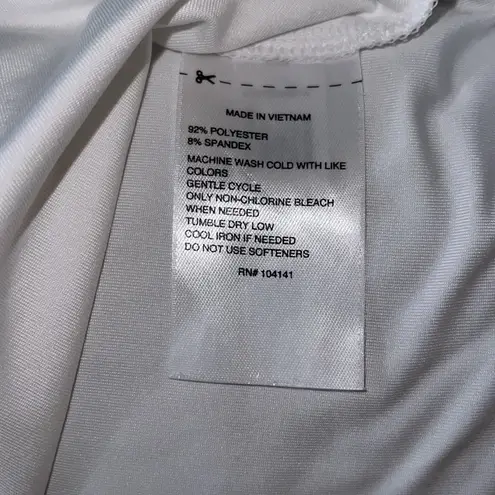 MADE IN VIETNAM
92% POLYESTER
8% SPANDEX
MACHINE WASH COLD WITH LIKE
COLORS
GENTLE CYCLE
ONLY NON-CHLORINE BLEACH
WHEN NEEDED
TUMBLE DRY LOW
COOL IRON IF NEEDED
DO NOT USE SOFTENERS
RN# 104141